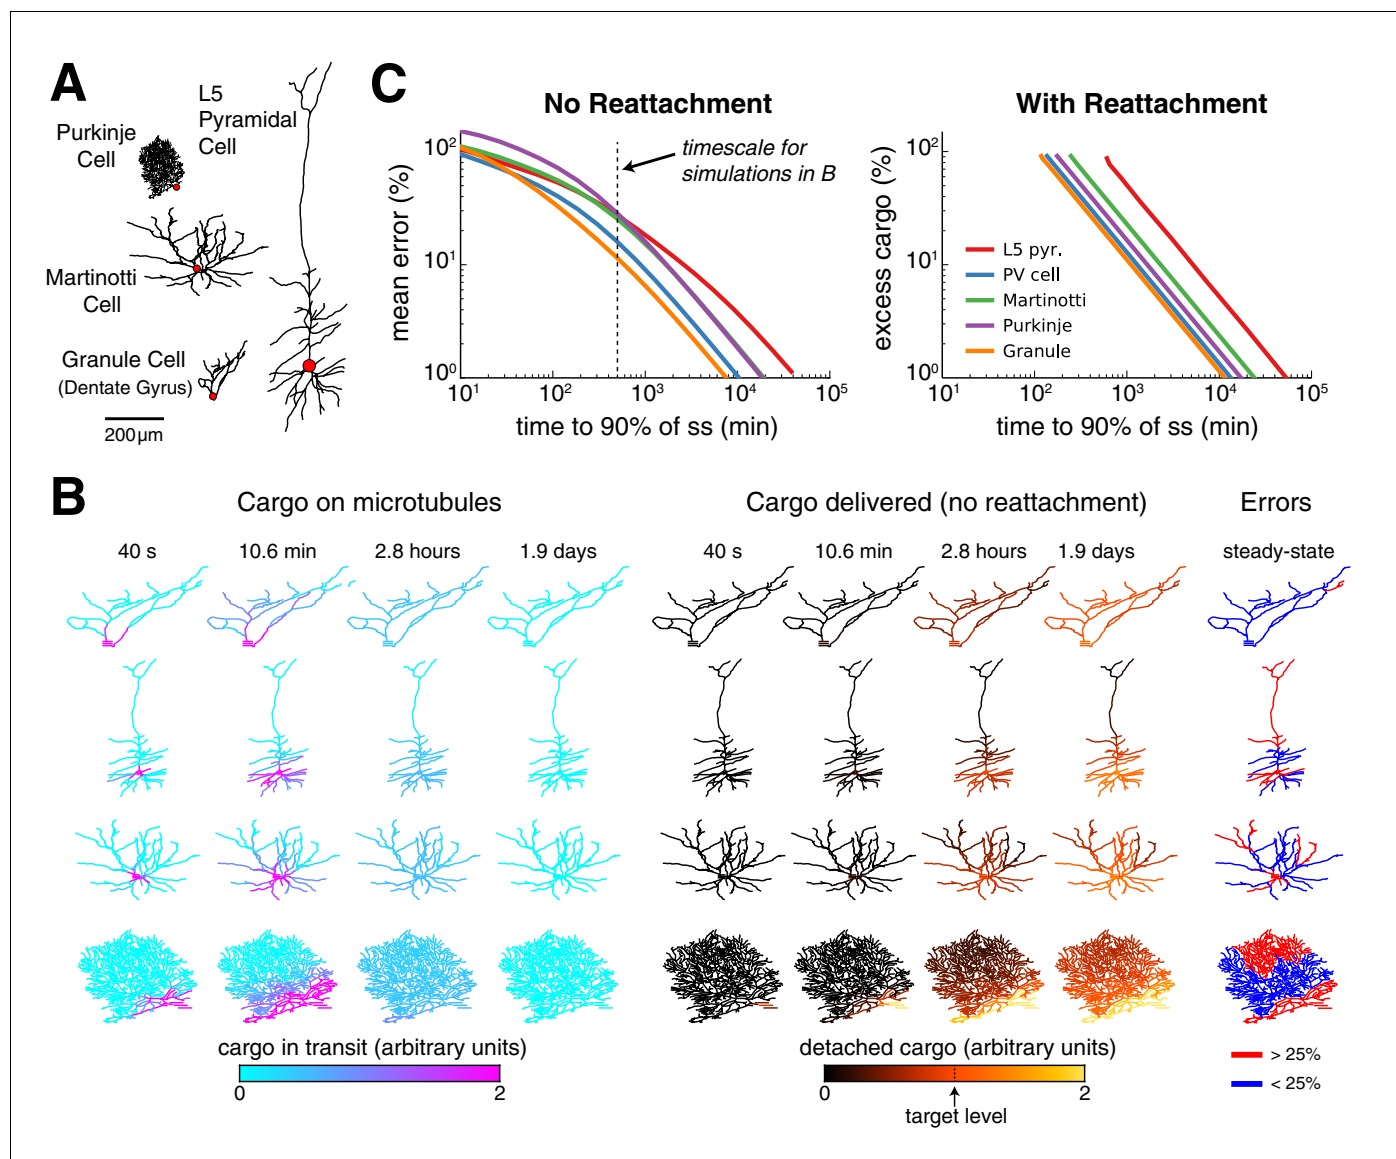 A
L5
Pyramidal
Cell
Purkinje
Cell
Martinotti
Cell
Granule Cell
(Dentate Gyrus)
200µm
C
No Reattachment
timescale for
simulations in B
mean error (%)
10²
10¹
10⁰
10¹ 10² 10³ 10⁴ 10⁵
time to 90% of ss (min)
With Reattachment
excess cargo (%)
10²
10¹
10⁰
L5 pyr.
PV cell
Martinotti
Purkinje
Granule
10¹ 10² 10³ 10⁴ 10⁵
time to 90% of ss (min)
B
Cargo on microtubules
40 s 10.6 min 2.8 hours 1.9 days
cargo in transit (arbitrary units)
0 2
Cargo delivered (no reattachment)
40 s 10.6 min 2.8 hours 1.9 days
detached cargo (arbitrary units)
0 2
target level
Errors
steady-state
> 25%
< 25%